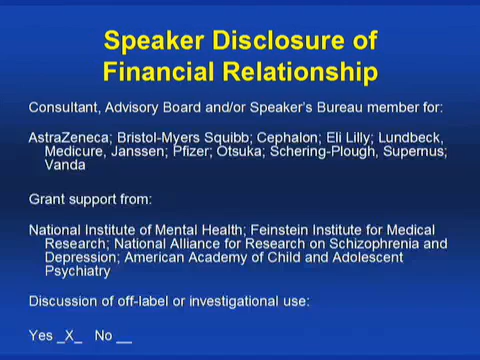 Speaker Disclosure of
Financial Relationship
Consultant, Advisory Board and/or Speaker's Bureau member for:
AstraZeneca; Bristol-Myers Squibb; Cephalon; Eli Lilly; Lundbeck,
Medicure, Janssen; Pfizer; Otsuka; Schering-Plough, Supernus;
Vanda
Grant support from:
National Institute of Mental Health; Feinstein Institute for Medical
Research; National Alliance for Research on Schizophrenia and
Depression; American Academy of Child and Adolescent
Psychiatry
Discussion of off-label or investigational use:
Yes _X_ No __